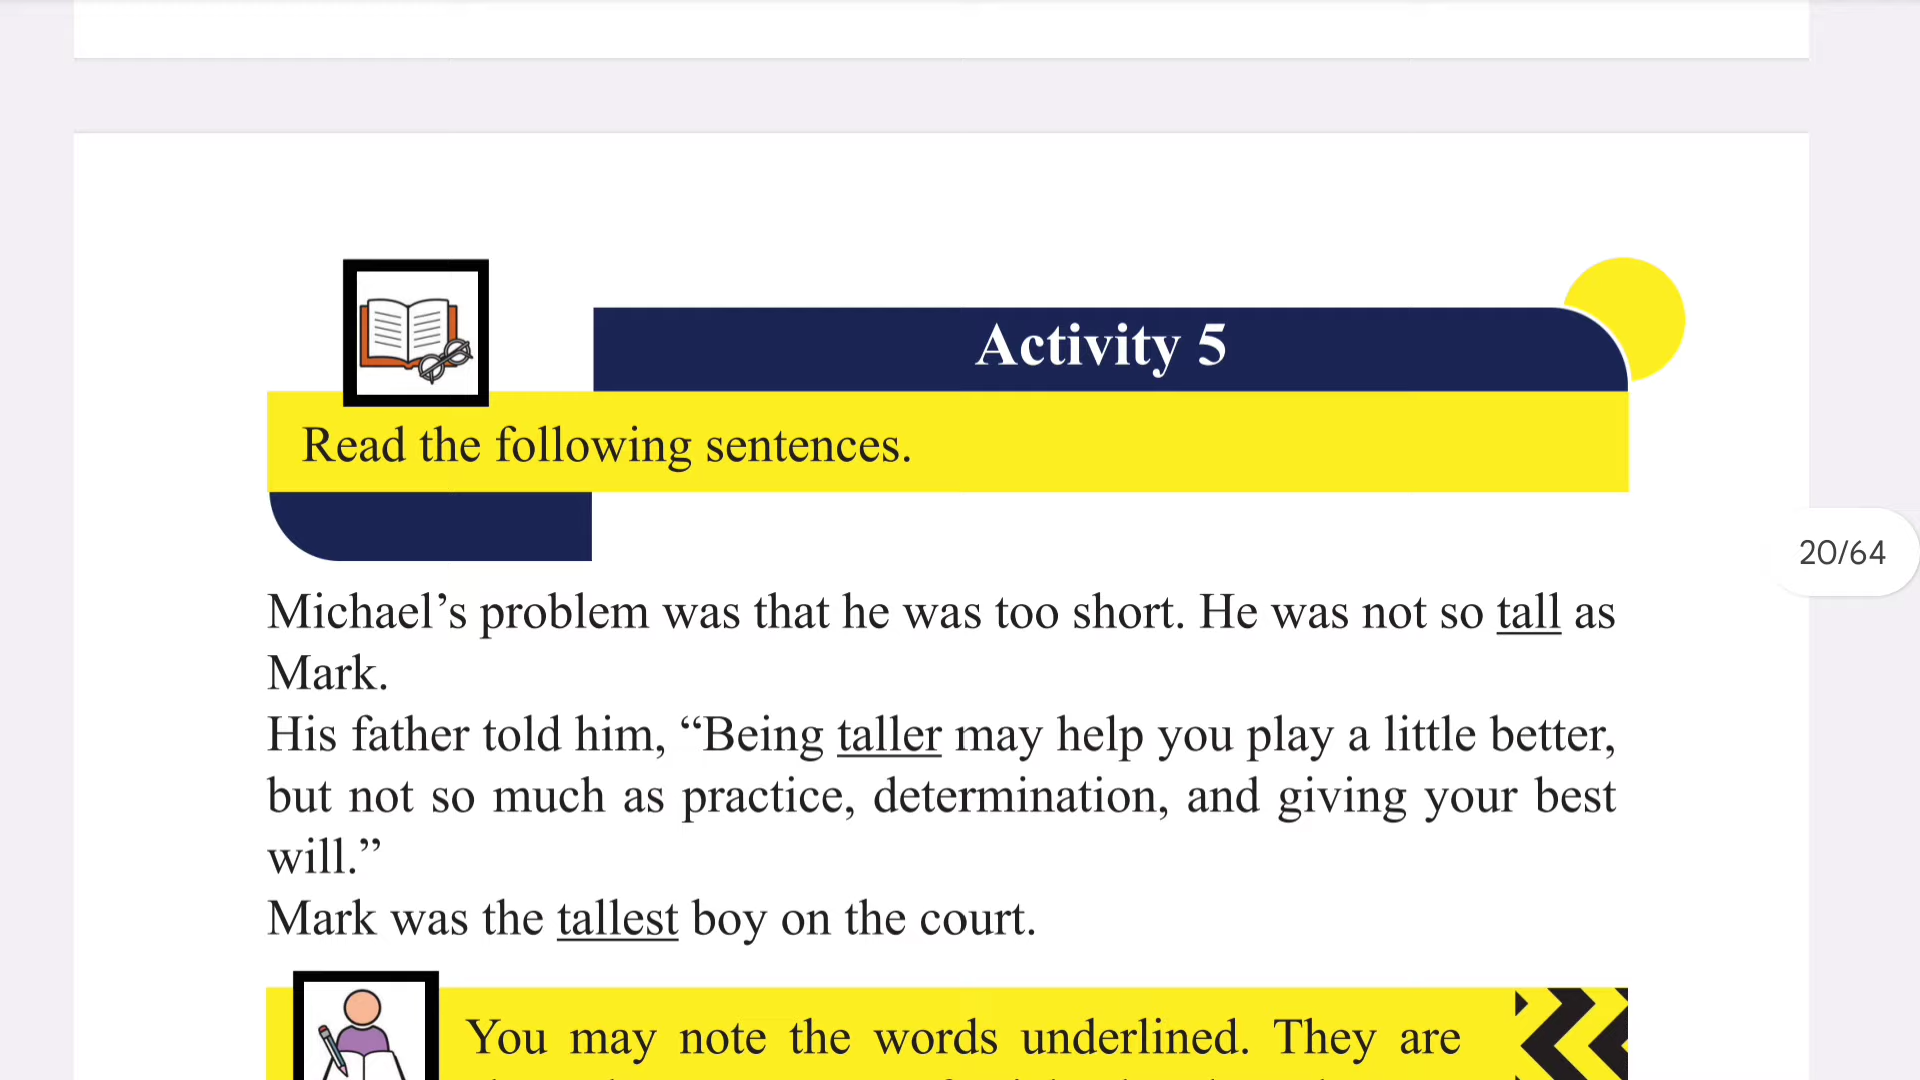 Activity 5
Read the following sentences.
20/64
Michael’s problem was that he was too short. He was not so tall as
Mark.
His father told him, “Being taller may help you play a little better,
but not so much as practice, determination, and giving your best
will.”
Mark was the tallest boy on the court.
You may note the words underlined. They are